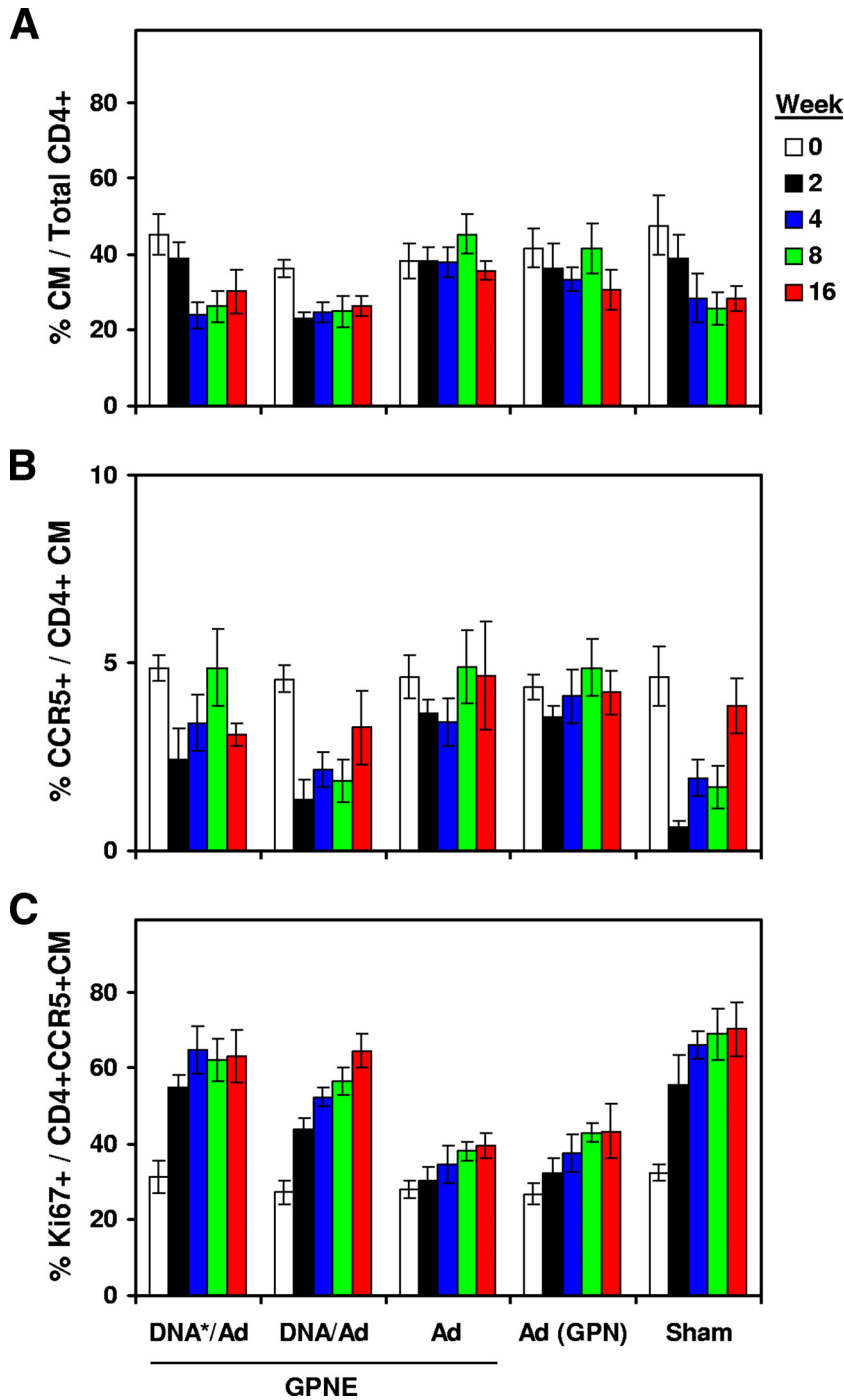 A
% CM / Total CD4+
80
60
40
20
0
Week
0
2
4
8
16
B
% CCR5+ / CD4+ CM
10
5
0
C
% Ki67+ / CD4+CCR5+CM
80
60
40
20
0
DNA*/Ad DNA/Ad Ad Ad (GPN) Sham
GPNE